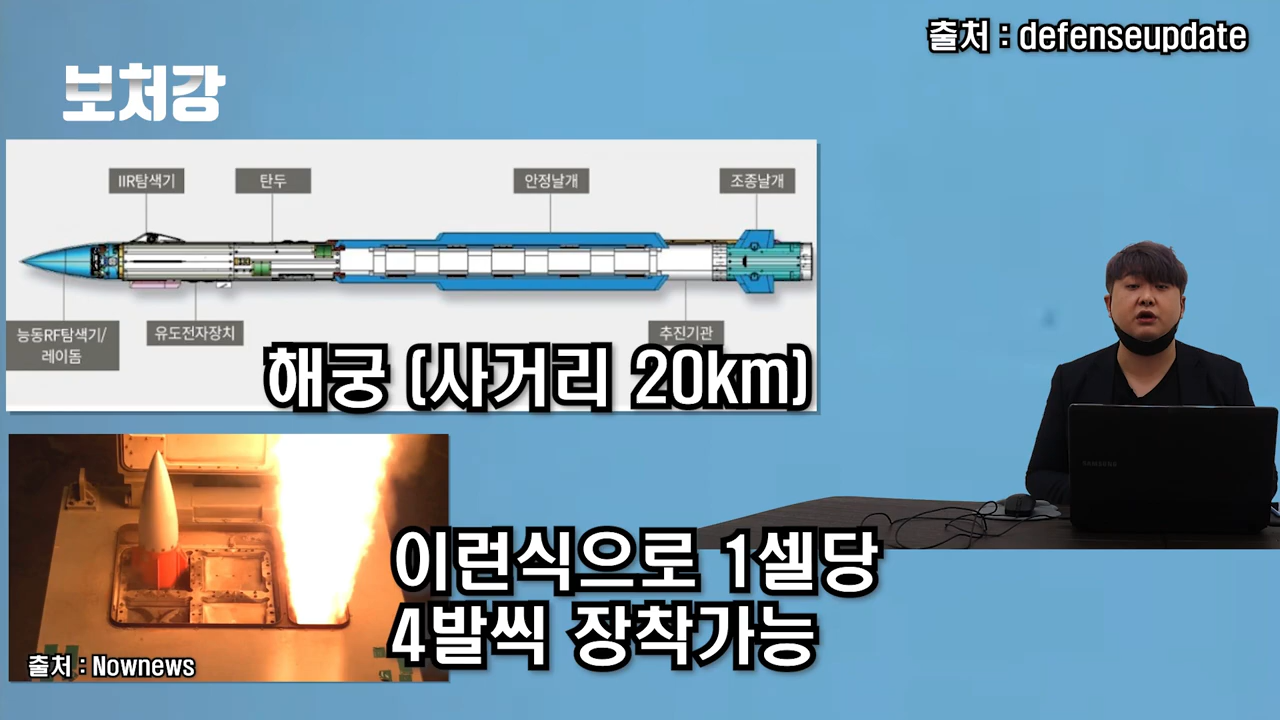 출처 : defenseupdate
보처강
IIR탐색기
탄두
안정날개
조종날개
능동RF탐색기/
레이돔
유도전자장치
추진기관
해궁 (사거리 20km)
이런식으로 1셀당
4발씩 장착가능
출처 : Nownews
SAMSUNG